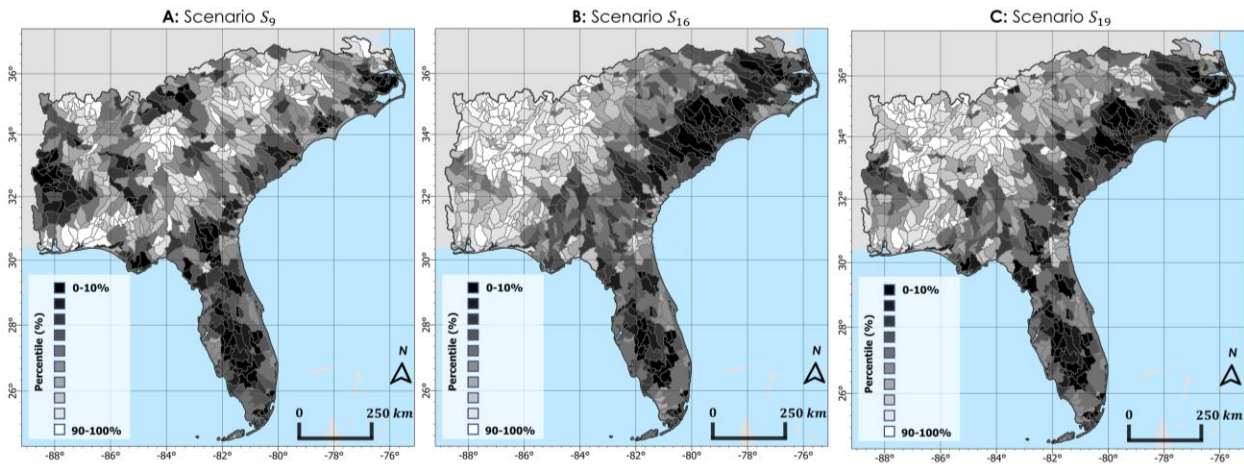 A: Scenario S₉
36°
34°
32°
30°
28°
26°
Percentile (%)
0-10%
90-100%
N
0 250 km
-88 -86 -84 -82 -80 -78 -76
B: Scenario S₁₆
36°
34°
32°
30°
28°
26°
Percentile (%)
0-10%
90-100%
N
0 250 km
-88 -86 -84 -82 -80 -78 -76
C: Scenario S₁₉
36°
34°
32°
30°
28°
26°
Percentile (%)
0-10%
90-100%
N
0 250 km
-88 -86 -84 -82 -80 -78 -76